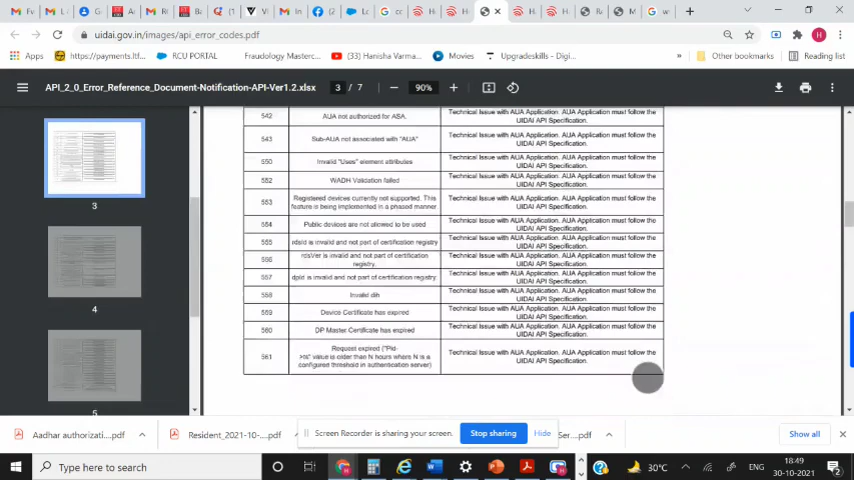 uidai.gov.in/images/api_error_codes.pdf
Apps
https://payments.ltf...
RCU PORTAL
Fraudology Masterc...
(3) Hanisha Varma...
Movies
Upgradeskills - Digi...
Other bookmarks
Reading list
API_2_0_Error_Reference_Document-Notification-API-Ver1.2.xlsx
3 / 7
90%
542 AUA not authorized for ASA. Technical Issue with AUA Application. AUA Application must follow the
UIDAI API Specification.
543 Sub-AUA not associated with "AUA" Technical Issue with AUA Application. AUA Application must follow the
UIDAI API Specification.
550 Invalid "Uses" element attributes Technical Issue with AUA Application. AUA Application must follow the
UIDAI API Specification.
552 WADH Validation failed Technical Issue with AUA Application. AUA Application must follow the
UIDAI API Specification.
553 Registered devices currently not supported. This
feature is being implemented in a phased manner. Technical Issue with AUA Application. AUA Application must follow the
UIDAI API Specification.
554 Public devices are not allowed to be used Technical Issue with AUA Application. AUA Application must follow the
UIDAI API Specification.
555 rdsId is invalid and not part of certification registry Technical Issue with AUA Application. AUA Application must follow the
UIDAI API Specification.
556 rdsVer is invalid and not part of certification
registry. Technical Issue with AUA Application. AUA Application must follow the
UIDAI API Specification.
557 dpId is invalid and not part of certification registry. Technical Issue with AUA Application. AUA Application must follow the
UIDAI API Specification.
558 Invalid dih Technical Issue with AUA Application. AUA Application must follow the
UIDAI API Specification.
559 Device Certificate has expired Technical Issue with AUA Application. AUA Application must follow the
UIDAI API Specification.
560 DP Master Certificate has expired Technical Issue with AUA Application. AUA Application must follow the
UIDAI API Specification.
561 Request expired ("Pid-
>ts" value is older than N hours where N is a
configured threshold in authentication server) Technical Issue with AUA Application. AUA Application must follow the
UIDAI API Specification.
3
4
5
Aadhar authorizati....pdf
Resident_2021-10-....pdf
Screen Recorder is sharing your screen.
Stop sharing
Hide
Ser....pdf
Show all
Type here to search
30°C
ENG
18:49
30-10-2021